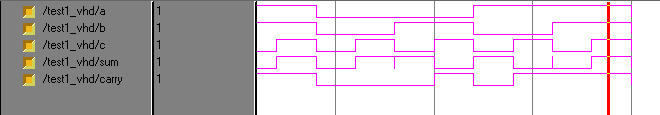 /test1_vhd/a 1
/test1_vhd/b 1
/test1_vhd/c 1
/test1_vhd/sum 1
/test1_vhd/carry 1